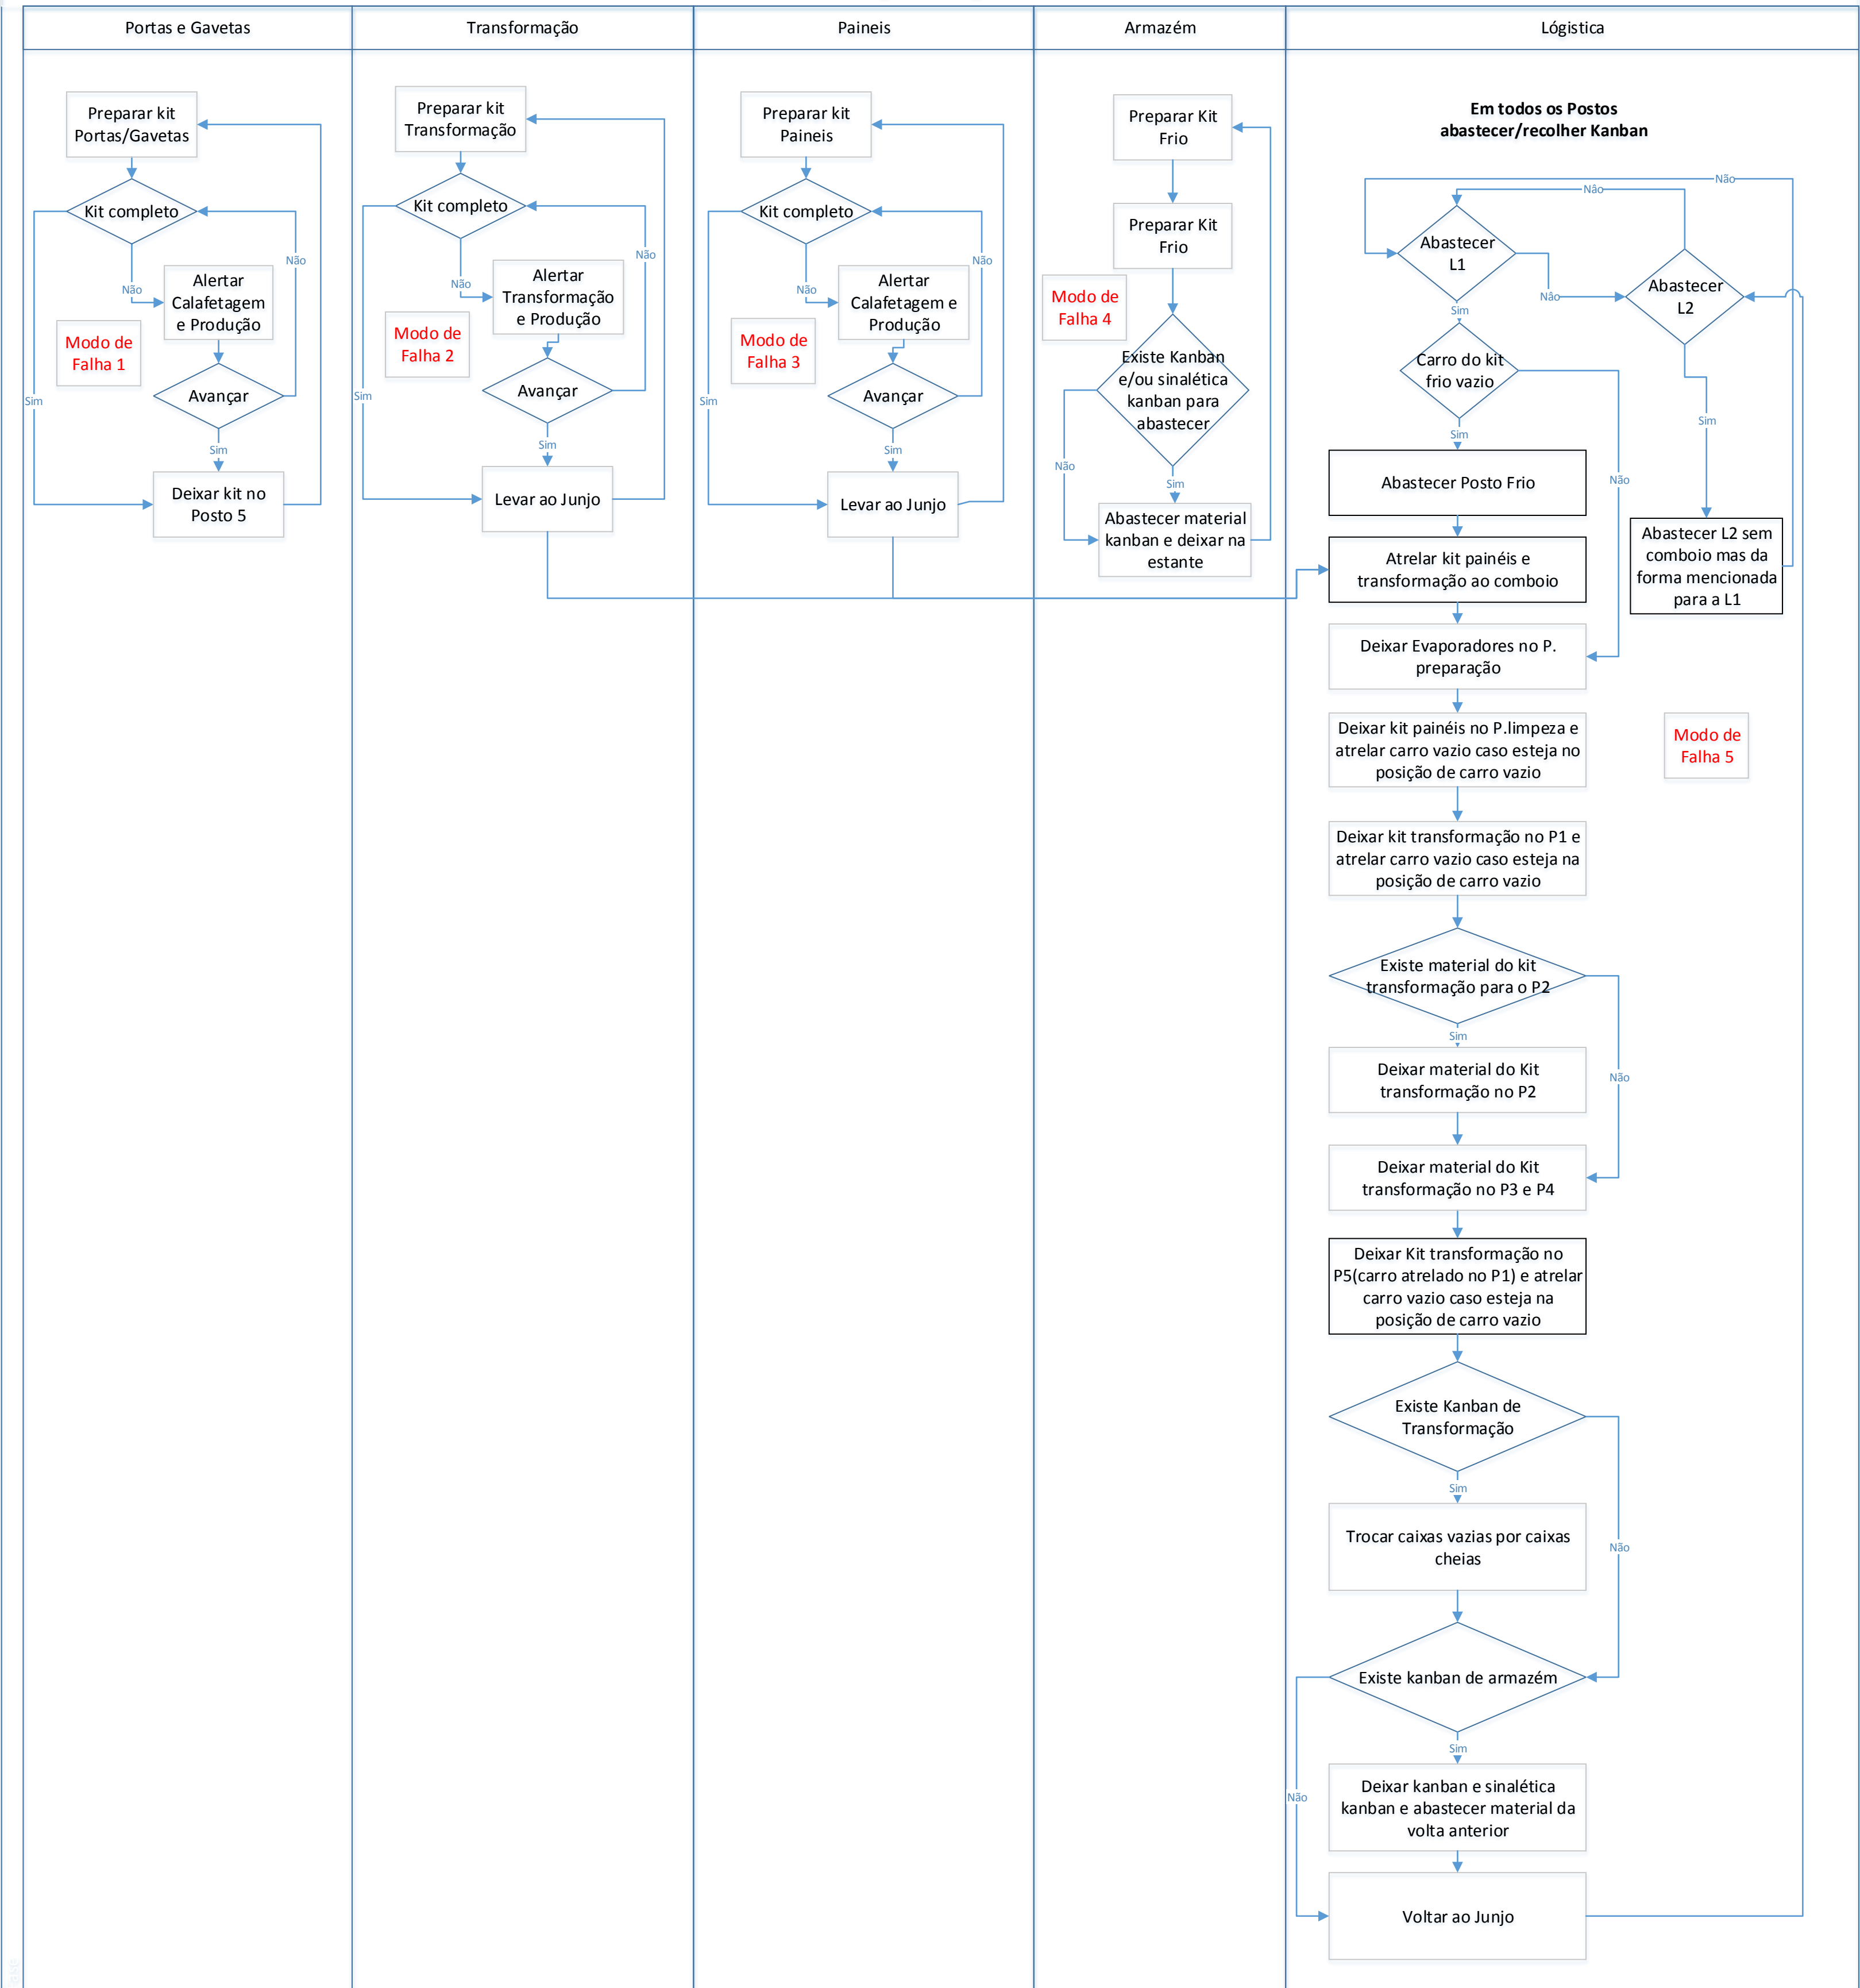 Portas e Gavetas
Transformação
Paineis
Armazém
Lógistica
Preparar kit
Portas/Gavetas
Kit completo
Não
Alertar
Calafetagem
e Produção
Não
Modo de
Falha 1
Avançar
Sim
Sim
Deixar kit no
Posto 5
Preparar kit
Transformação
Kit completo
Não
Alertar
Transformação
e Produção
Não
Modo de
Falha 2
Avançar
Sim
Sim
Levar ao Junjo
Preparar kit
Paineis
Kit completo
Não
Alertar
Calafetagem e
Produção
Não
Modo de
Falha 3
Avançar
Sim
Sim
Levar ao Junjo
Preparar Kit
Frio
Preparar Kit
Frio
Modo de
Falha 4
Existe Kanban
e/ou sinalética
kanban para
abastecer
Não
Sim
Abastecer material
kanban e deixar na
estante
Em todos os Postos
abastecer/recolher Kanban
Não
Nâo
Abastecer
L1
Nâo
Abastecer
L2
Sim
Carro do kit
frio vazio
Sim
Sim
Não
Abastecer Posto Frio
Abastecer L2 sem
comboio mas da
forma mencionada
para a L1
Atrelar kit painéis e
transformação ao comboio
Deixar Evaporadores no P.
preparação
Deixar kit painéis no P.limpeza e
atrelar carro vazio caso esteja no
posição de carro vazio
Modo de
Falha 5
Deixar kit transformação no P1 e
atrelar carro vazio caso esteja na
posição de carro vazio
Existe material do kit
transformação para o P2
Sim
Não
Deixar material do Kit
transformação no P2
Deixar material do Kit
transformação no P3 e P4
Deixar Kit transformação no
P5(carro atrelado no P1) e atrelar
carro vazio caso esteja na
posição de carro vazio
Existe Kanban de
Transformação
Sim
Não
Trocar caixas vazias por caixas
cheias
Existe kanban de armazém
Sim
Não
Deixar kanban e sinalética
kanban e abastecer material da
volta anterior
Voltar ao Junjo